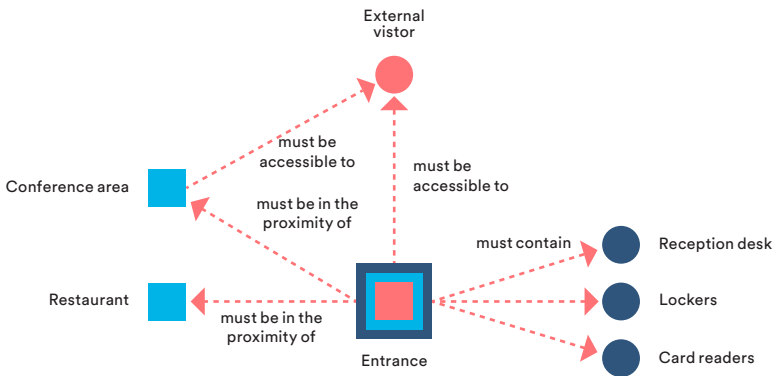 External
vistor
must be
accessible to
must be
accessible to
Conference area
must be in the
proximity of
must contain
Reception desk
Restaurant
Lockers
must be in the
proximity of
Entrance
Card readers